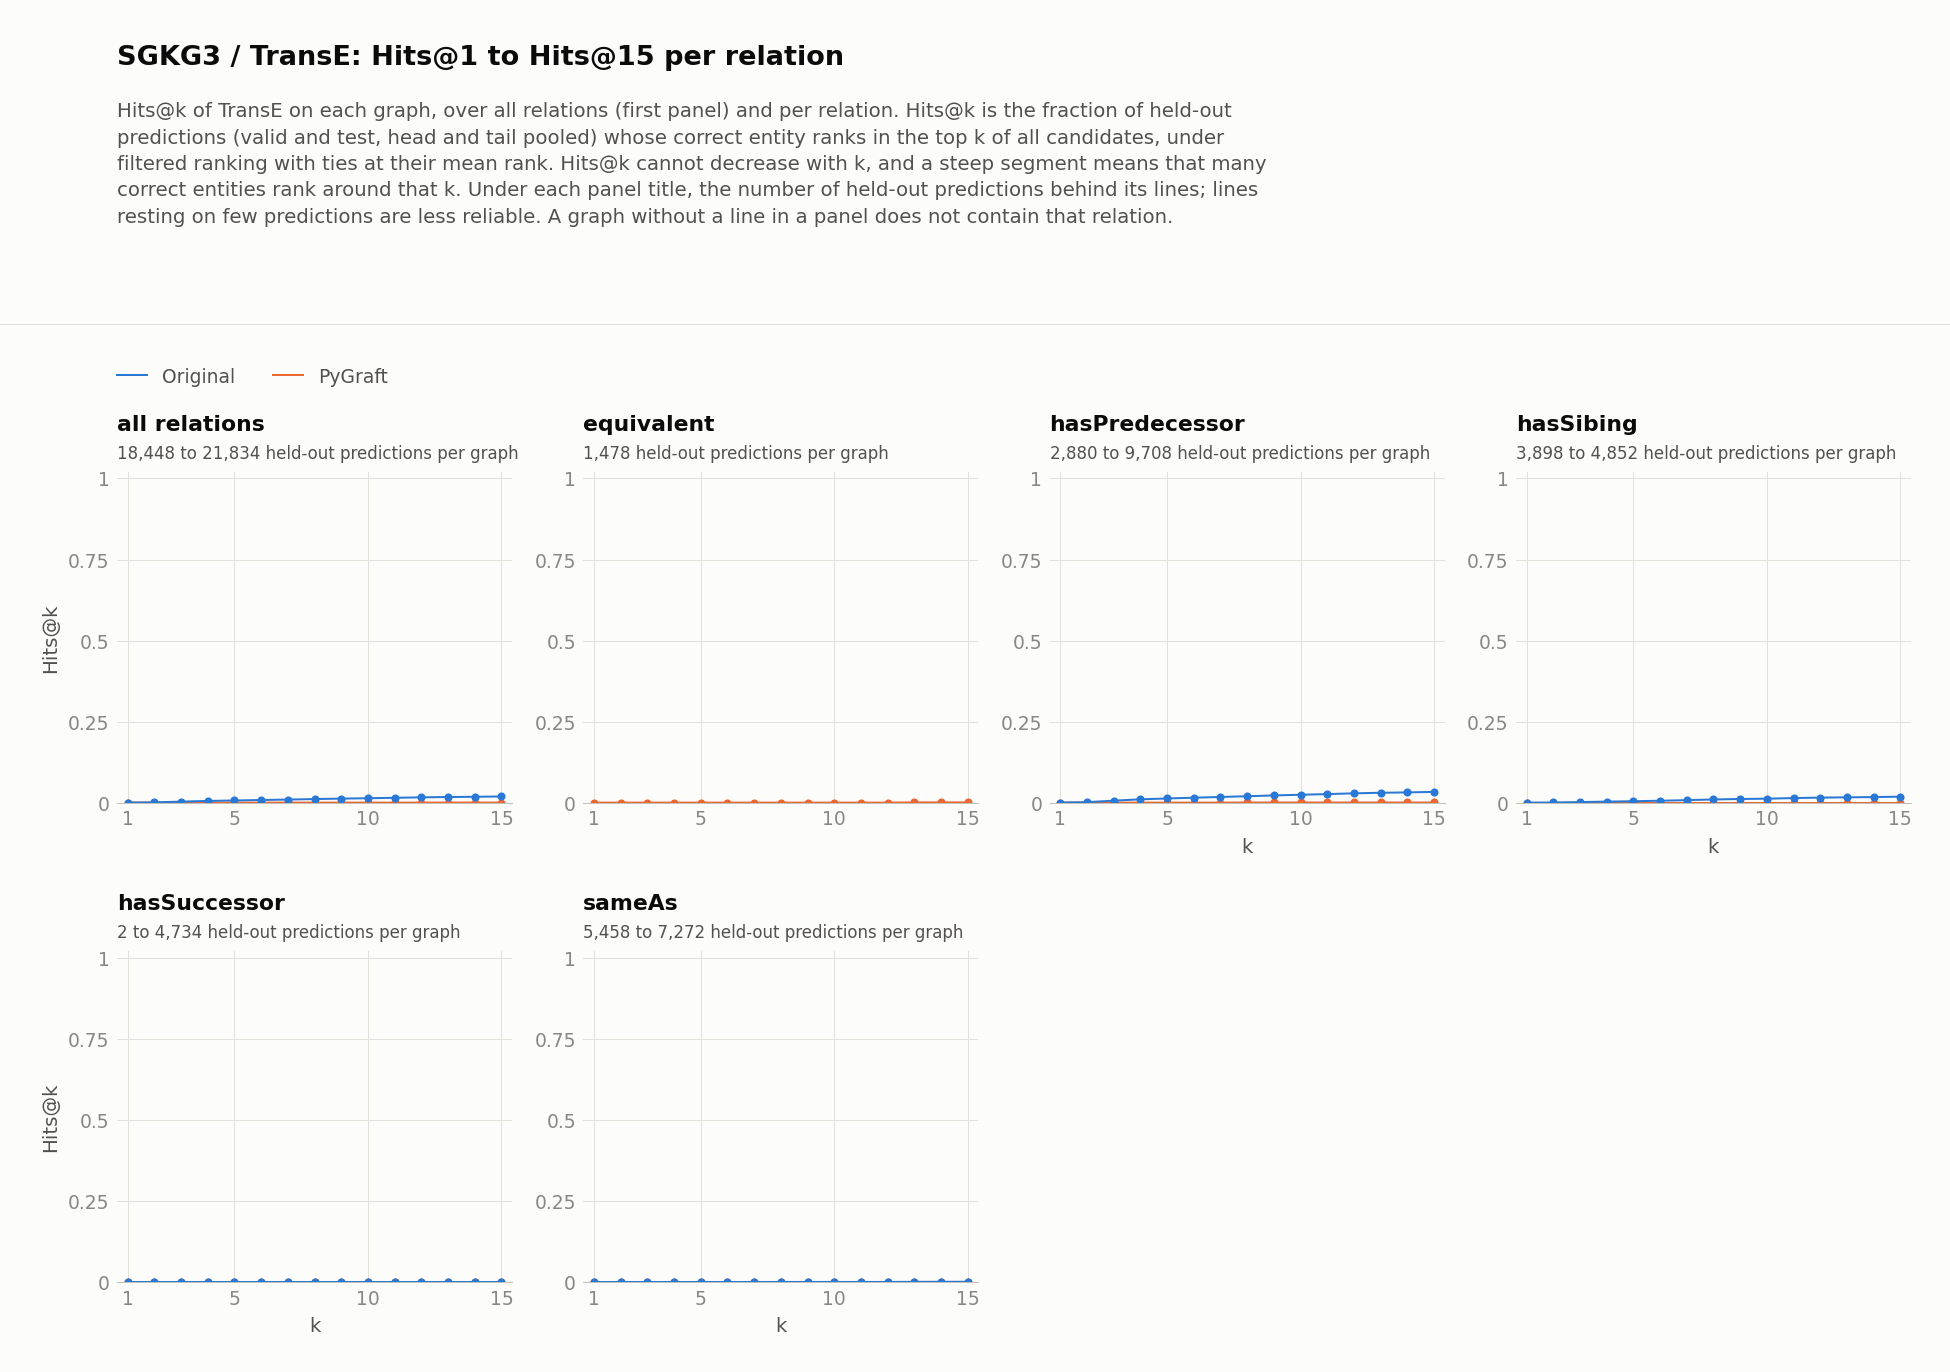 SGKG3 / TransE: Hits@1 to Hits@15 per relation
Hits@k of TransE on each graph, over all relations (first panel) and per relation. Hits@k is the fraction of held-out
predictions (valid and test, head and tail pooled) whose correct entity ranks in the top k of all candidates, under
filtered ranking with ties at their mean rank. Hits@k cannot decrease with k, and a steep segment means that many
correct entities rank around that k. Under each panel title, the number of held-out predictions behind its lines; lines
resting on few predictions are less reliable. A graph without a line in a panel does not contain that relation.
Original PyGraft
all relations
18,448 to 21,834 held-out predictions per graph
1
0.75
0.5
0.25
0
Hits@k
1 5 10 15
equivalent
1,478 held-out predictions per graph
1
0.75
0.5
0.25
0
1 5 10 15
hasPredecessor
2,880 to 9,708 held-out predictions per graph
1
0.75
0.5
0.25
0
1 5 10 15
k
hasSibing
3,898 to 4,852 held-out predictions per graph
1
0.75
0.5
0.25
0
1 5 10 15
k
hasSuccessor
2 to 4,734 held-out predictions per graph
1
0.75
0.5
0.25
0
Hits@k
1 5 10 15
k
sameAs
5,458 to 7,272 held-out predictions per graph
1
0.75
0.5
0.25
0
1 5 10 15
k